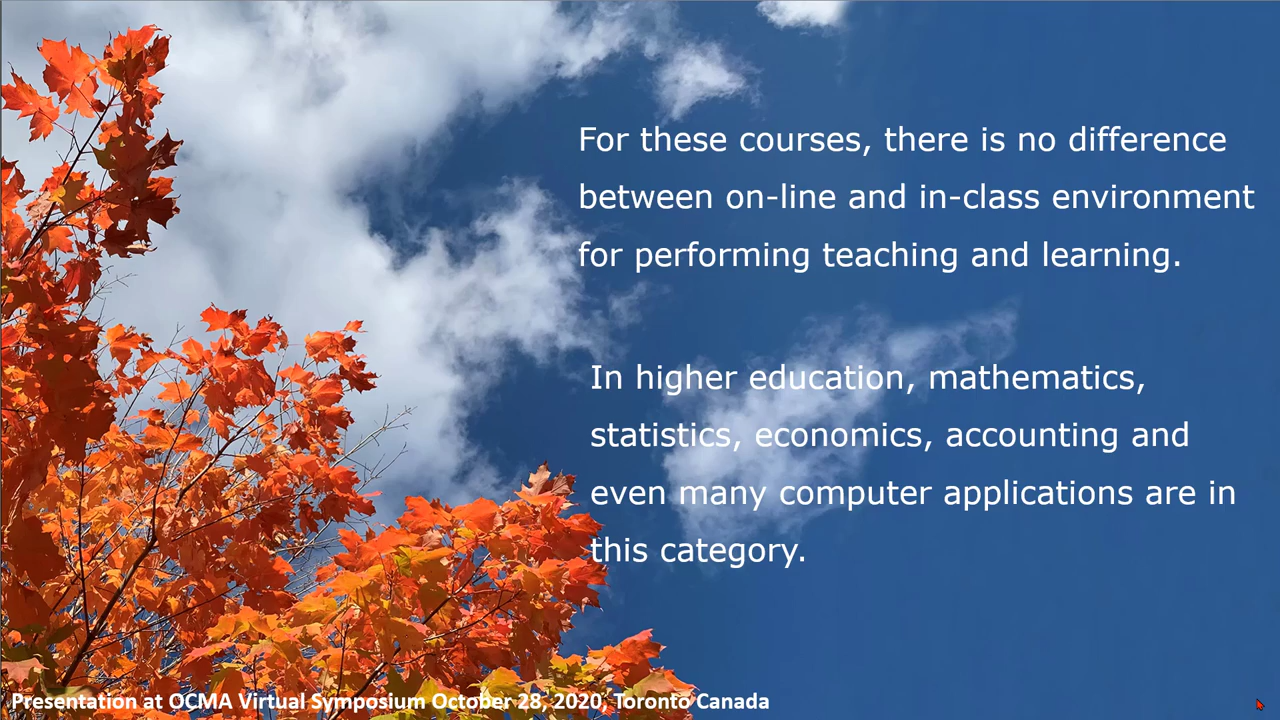 For these courses, there is no difference
between on-line and in-class environment
for performing teaching and learning.
In higher education, mathematics,
statistics, economics, accounting and
even many computer applications are in
this category.
Presentation at OCMA Virtual Symposium October 28, 2020, Toronto Canada